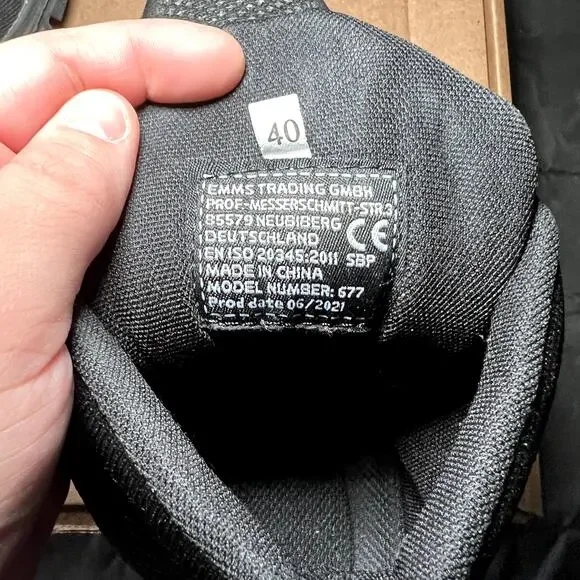 40
EMMS TRADING GMBH
PROF.-MESSERSCHMITT-STR.3
85579 NEUBIBERG
DEUTSCHLAND
CE
EN ISO 20345:2011 SBP
MADE IN CHINA
MODEL NUMBER: 677
Prod date 06/2021